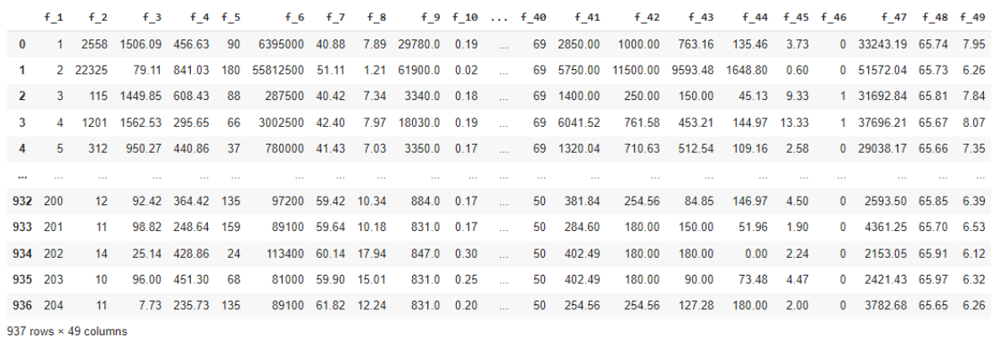 f_1 f_2 f_3 f_4 f_5 f_6 f_7 f_8 f_9 f_10 ... f_40 f_41 f_42 f_43 f_44 f_45 f_46 f_47 f_48 f_49
0 1 2558 1506.09 456.63 90 6395000 40.88 7.89 29780.0 0.19 ... 69 2850.00 1000.00 763.16 135.46 3.73 0 33243.19 65.74 7.95
1 2 22325 79.11 841.03 180 55812500 51.11 1.21 61900.0 0.02 ... 69 5750.00 11500.00 9593.48 1648.80 0.60 0 51572.04 65.73 6.26
2 3 115 1449.85 608.43 88 287500 40.42 7.34 3340.0 0.18 ... 69 1400.00 250.00 150.00 45.13 9.33 1 31692.84 65.81 7.84
3 4 1201 1562.53 295.65 66 3002500 42.40 7.97 18030.0 0.19 ... 69 6041.52 761.58 453.21 144.97 13.33 1 37696.21 65.67 8.07
4 5 312 950.27 440.86 37 780000 41.43 7.03 3350.0 0.17 ... 69 1320.04 710.63 512.54 109.16 2.58 0 29038.17 65.66 7.35
... ... ... ... ... ... ... ... ... ... ... ... ... ... ... ... ... ... ... ... ... ...
932 200 12 92.42 364.42 135 97200 59.42 10.34 884.0 0.17 ... 50 381.84 254.56 84.85 146.97 4.50 0 2593.50 65.85 6.39
933 201 11 98.82 248.64 159 89100 59.64 10.18 831.0 0.17 ... 50 284.60 180.00 150.00 51.96 1.90 0 4361.25 65.70 6.53
934 202 14 25.14 428.86 24 113400 60.14 17.94 847.0 0.30 ... 50 402.49 180.00 180.00 0.00 2.24 0 2153.05 65.91 6.12
935 203 10 96.00 451.30 68 81000 59.90 15.01 831.0 0.25 ... 50 402.49 180.00 90.00 73.48 4.47 0 2421.43 65.97 6.32
936 204 11 7.73 235.73 135 89100 61.82 12.24 831.0 0.20 ... 50 254.56 254.56 127.28 180.00 2.00 0 3782.68 65.65 6.26
937 rows × 49 columns